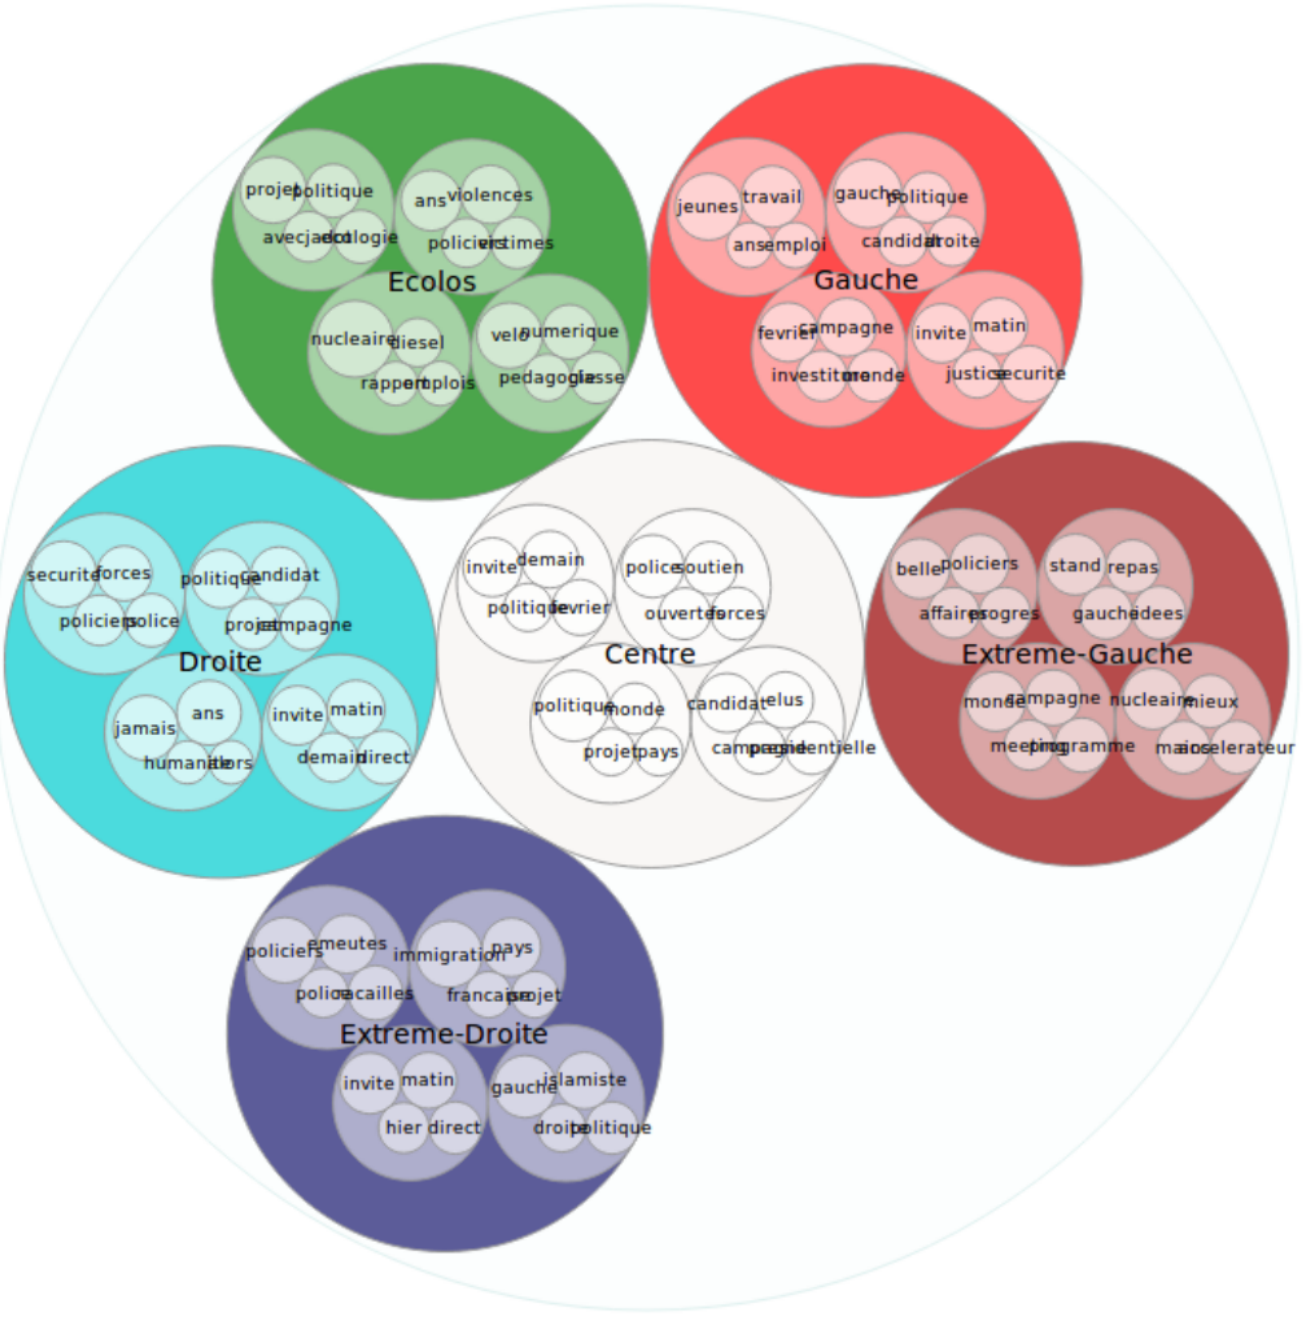 projet politique
avec jadot ecologie
ans violences
policiers victimes
Ecolos
nucleaire diesel
rapport emplois
velo numerique
pedagogie classe
jeunes travail
ans emploi
gauche politique
candidat droite
Gauche
fevrier campagne
investiture monde
invite matin
justice securite
securite forces
policiers police
politique candidat
projet campagne
Droite
jamais ans
humanite alors
invite matin
demain direct
invite demain
politique fevrier
police soutien
ouvertes forces
Centre
politique monde
projet pays
candidat elus
campagne presidentielle
belle policiers
affaires progres
stand repas
gauche idees
Extreme-Gauche
monde campagne
meeting programme
nucleaire mieux
accelerateur
policiers emeutes
police racailles
immigration pays
francaise projet
Extreme-Droite
invite matin
hier direct
gauche islamiste
droite politique